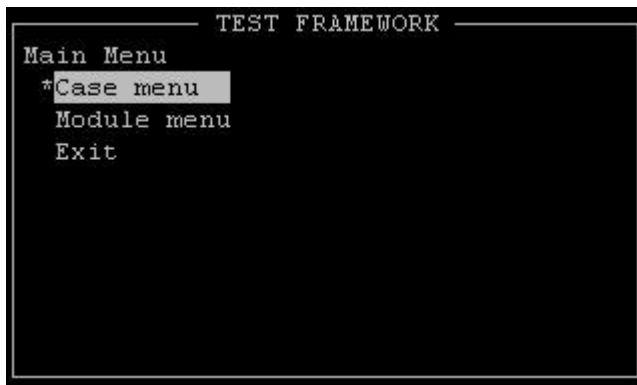 TEST FRAMEWORK
Main Menu
*Case menu
Module menu
Exit